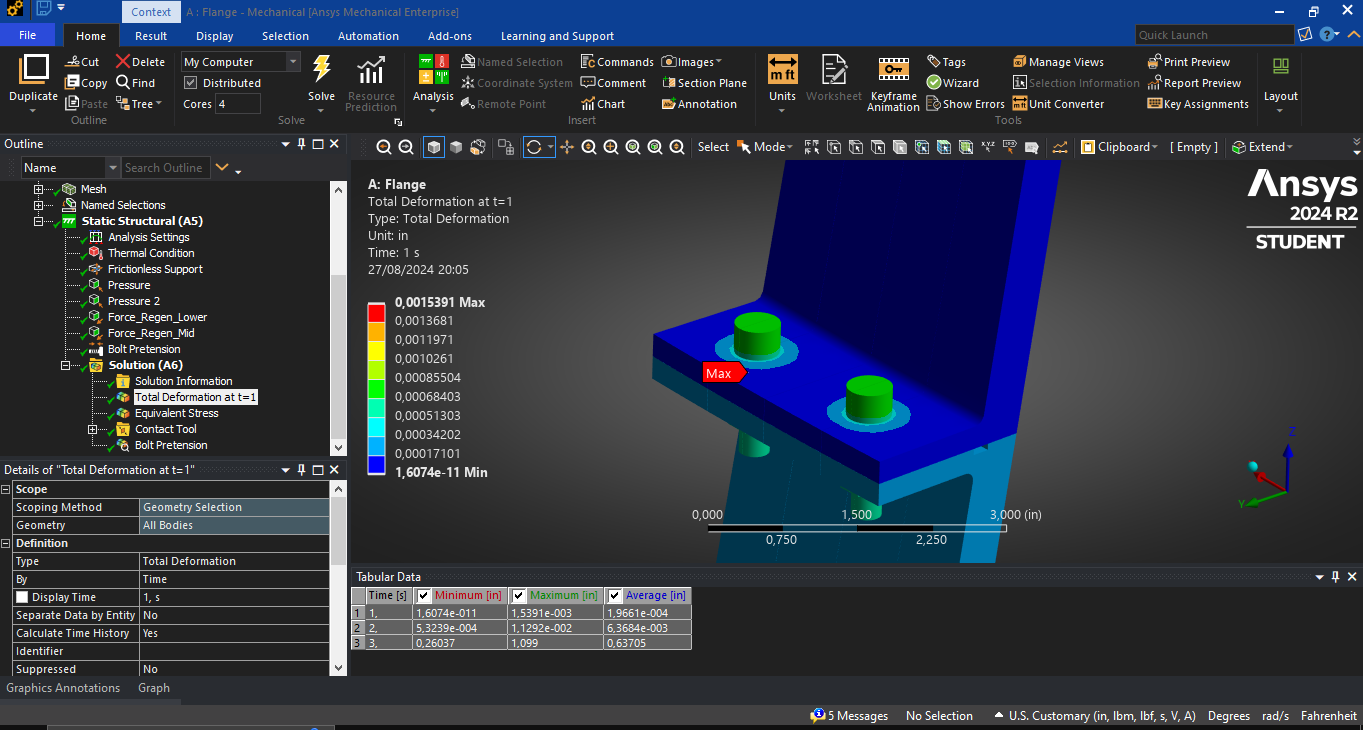 Context
A : Flange - Mechanical [Ansys Mechanical Enterprise]
File Home Result Display Selection Automation Add-ons Learning and Support
Quick Launch
Duplicate
Cut
Copy
Paste
Delete
Find
Tree
Outline
My Computer
Distributed
Cores 4
Solve
Resource Prediction
Solve
Analysis
Named Selection
Coordinate System
Remote Point
Commands
Comment
Chart
Images
Section Plane
Annotation
Insert
m ft
Units
Worksheet
Keyframe Animation
Tags
Wizard
Show Errors
Manage Views
Selection Information
Unit Converter
Print Preview
Report Preview
Key Assignments
Tools
Layout
Outline
Name
Search Outline
Select
Mode
Clipboard
[ Empty ]
Extend
Mesh
Named Selections
Static Structural (A5)
Analysis Settings
Thermal Condition
Frictionless Support
Pressure
Pressure 2
Force_Regen_Lower
Force_Regen_Mid
Bolt Pretension
Solution (A6)
Solution Information
Total Deformation at t=1
Equivalent Stress
Contact Tool
Bolt Pretension
A: Flange
Total Deformation at t=1
Type: Total Deformation
Unit: in
Time: 1 s
27/08/2024 20:05
0,0015391 Max
0,0013681
0,0011971
0,0010261
0,00085504
0,00068403
0,00051303
0,00034202
0,00017101
1,6074e-11 Min
Max
Ansys
2024 R2
STUDENT
Z
Y
0,000 1,500 3,000 (in)
0,750 2,250
Details of "Total Deformation at t=1"
Scope
Scoping Method Geometry Selection
Geometry All Bodies
Definition
Type Total Deformation
By Time
Display Time 1, s
Separate Data by Entity No
Calculate Time History Yes
Identifier
Suppressed No
Graphics Annotations Graph
Tabular Data
Time [s] Minimum [in] Maximum [in] Average [in]
1 1, 1,6074e-011 1,5391e-003 1,9661e-004
2 2, 5,3239e-004 1,1292e-002 6,3684e-003
3 3, 0,26037 1,099 0,63705
5 Messages No Selection U.S. Customary (in, lbm, lbf, s, V, A) Degrees rad/s Fahrenheit